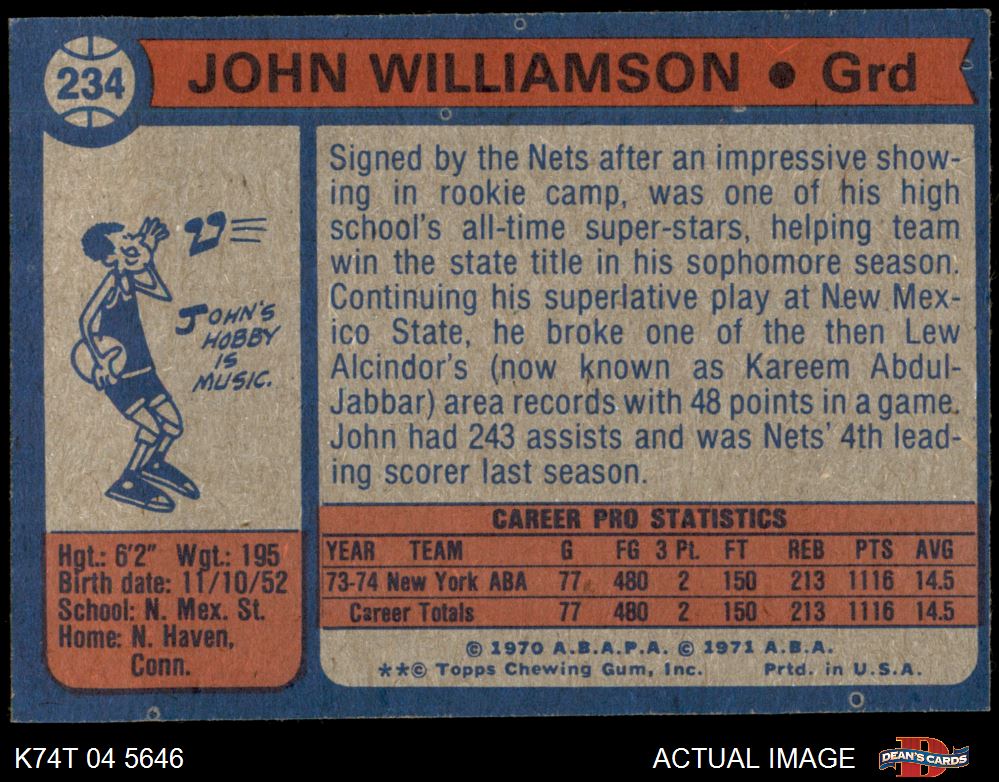 234
JOHN WILLIAMSON ● Grd
Signed by the Nets after an impressive show-
ing in rookie camp, was one of his high
school's all-time super-stars, helping team
win the state title in his sophomore season.
Continuing his superlative play at New Mex-
ico State, he broke one of the then Lew
Alcindor's (now known as Kareem Abdul-
Jabbar) area records with 48 points in a game.
John had 243 assists and was Nets' 4th lead-
ing scorer last season.
JOHN'S
HOBBY
IS
MUSIC.
Hgt.: 6'2" Wgt.: 195
Birth date: 11/10/52
School: N. Mex. St.
Home: N. Haven,
Conn.
CAREER PRO STATISTICS
YEAR TEAM G FG 3 Pt. FT REB PTS AVG
73-74 New York ABA 77 480 2 150 213 1116 14.5
Career Totals 77 480 2 150 213 1116 14.5
© 1970 A.B.A.P.A. © 1971 A.B.A.
**© Topps Chewing Gum, Inc. Prtd. in U.S.A.
K74T 04 5646
ACTUAL IMAGE
D
DEAN'S CARDS